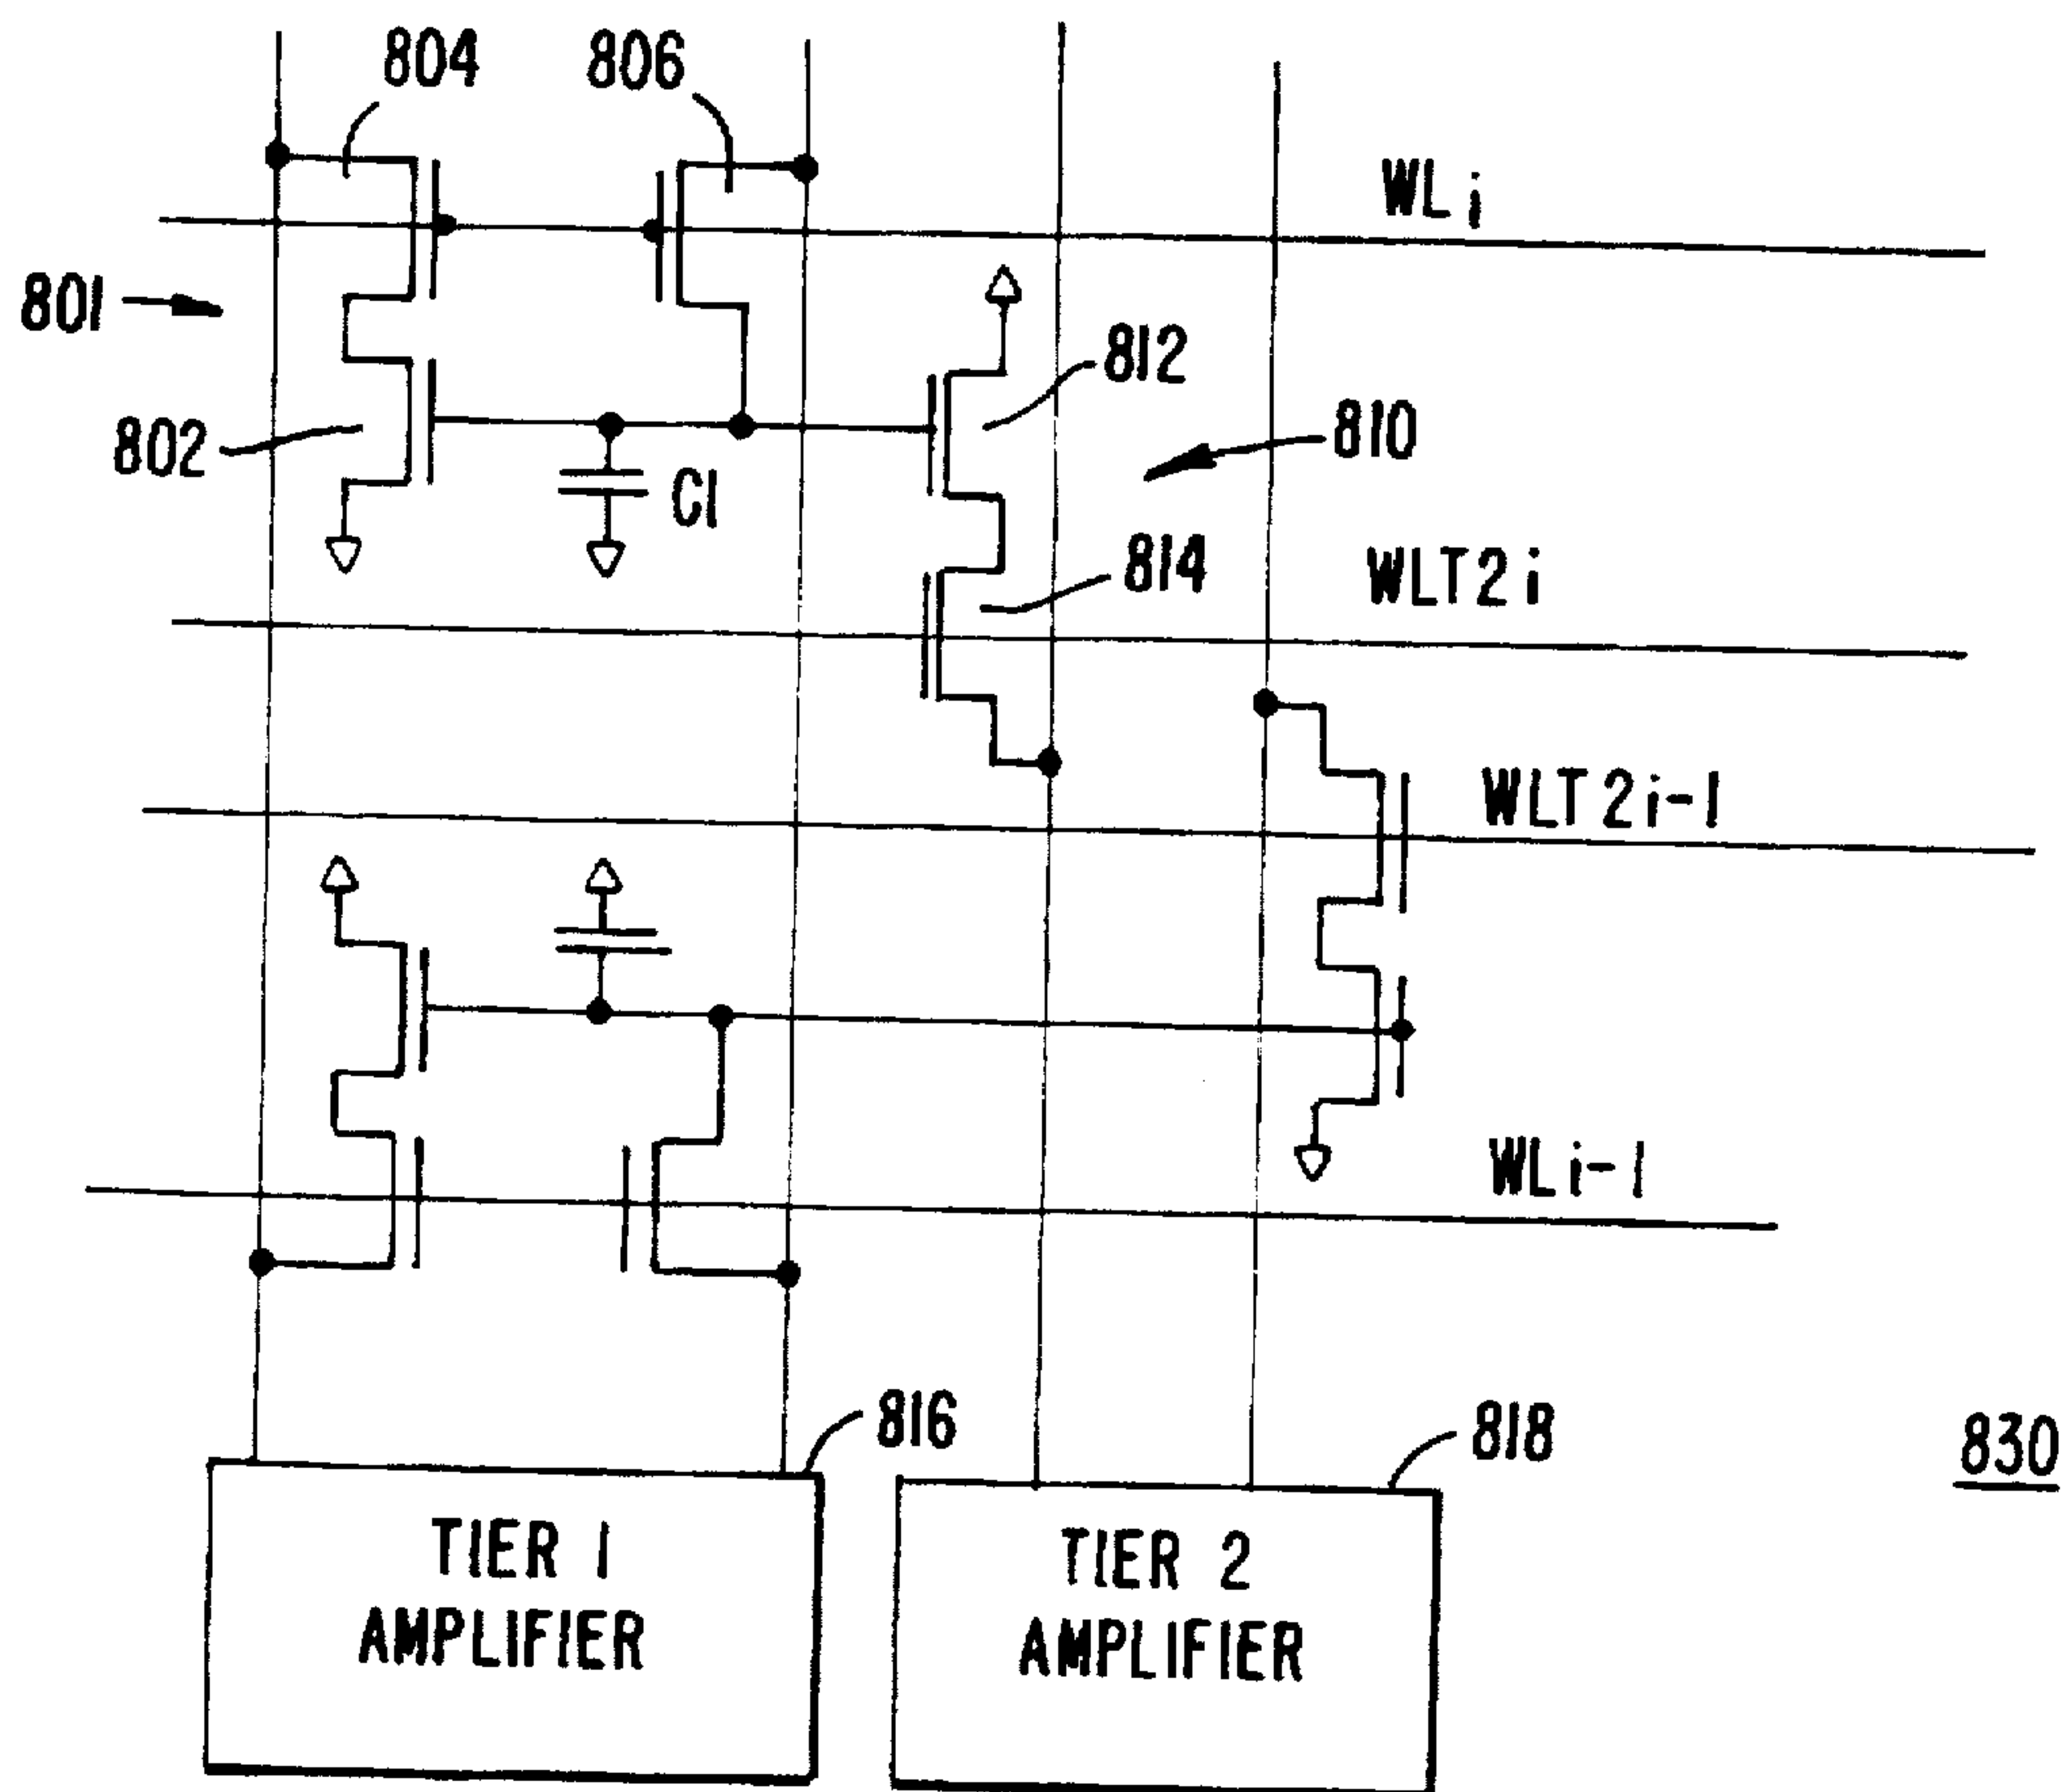 804
806
WLi
801
812
802
810
C1
814
WLT2i
WLT2i-1
WLi-1
816
818
830
TIER 1
AMPLIFIER
TIER 2
AMPLIFIER